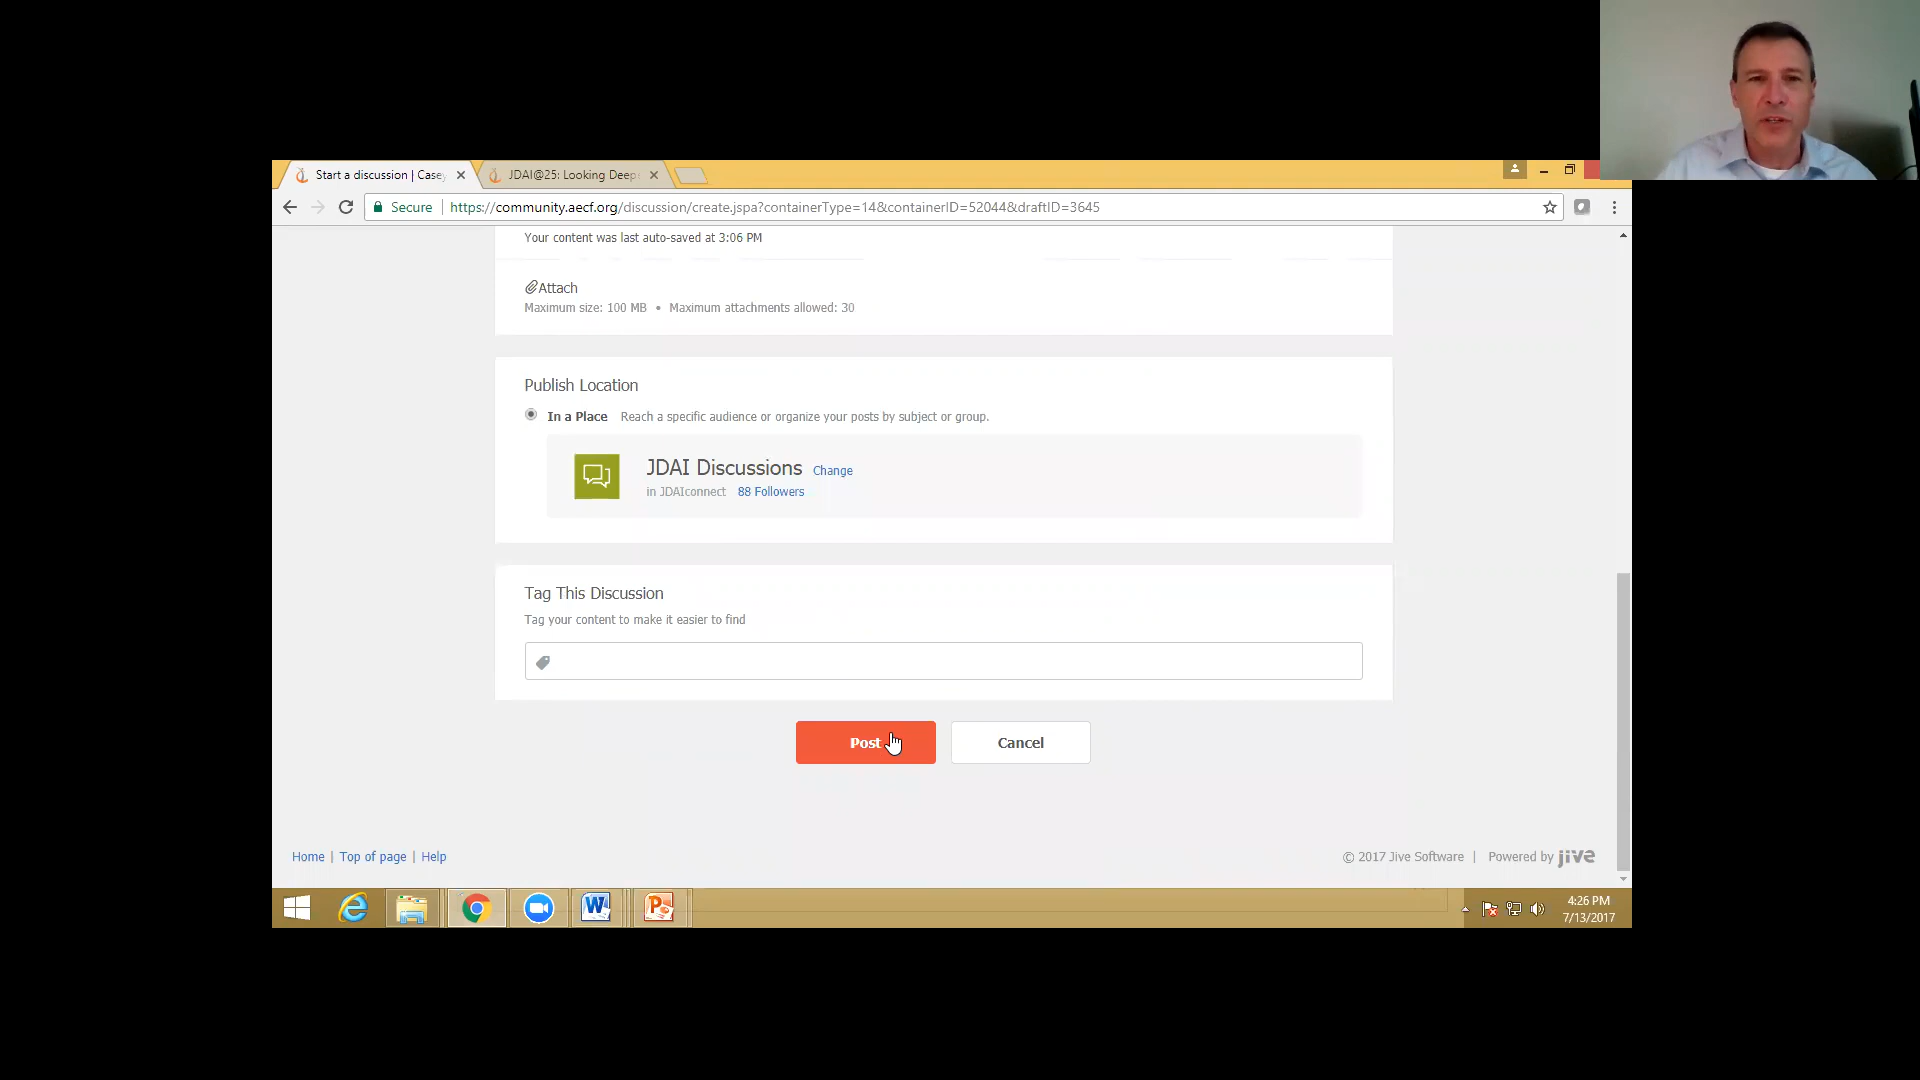 Start a discussion | Casey
JDAI@25: Looking Deep
Secure
https://community.aecf.org/discussion/create.jspa?containerType=14&containerID=52044&draftID=3645
Your content was last auto-saved at 3:06 PM
Attach
Maximum size: 100 MB • Maximum attachments allowed: 30
Publish Location
In a Place Reach a specific audience or organize your posts by subject or group.
JDAI Discussions Change
in JDAIconnect 88 Followers
Tag This Discussion
Tag your content to make it easier to find
Post
Cancel
Home | Top of page | Help
© 2017 Jive Software | Powered by jive
4:26 PM
7/13/2017